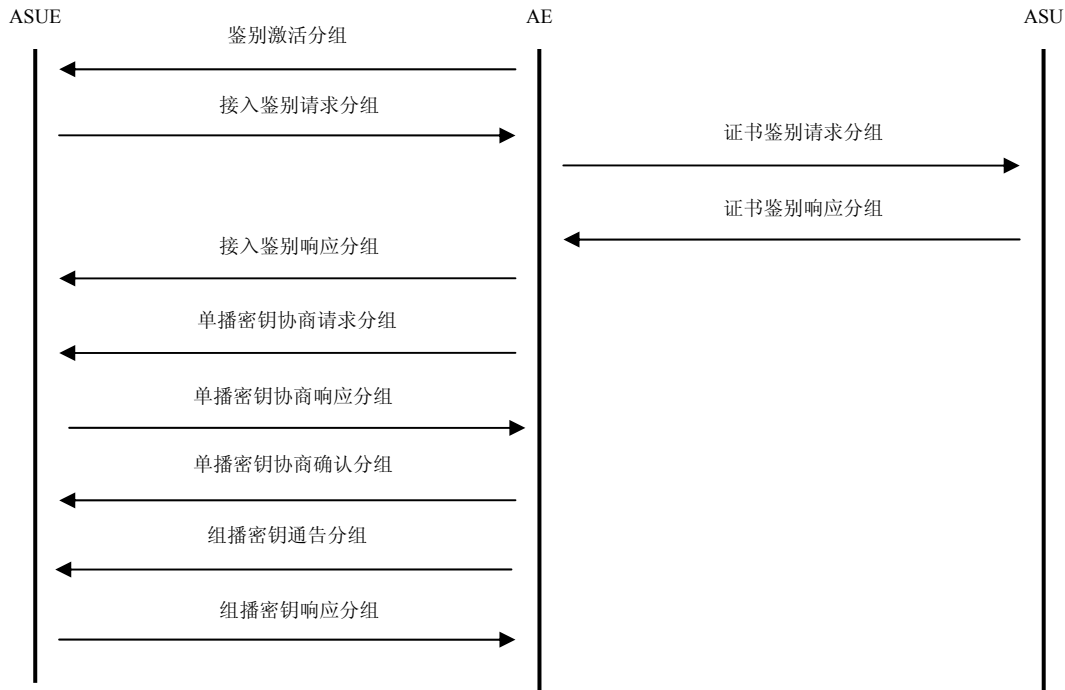 ASUE
AE
ASU
鉴别激活分组
接入鉴别请求分组
证书鉴别请求分组
证书鉴别响应分组
接入鉴别响应分组
单播密钥协商请求分组
单播密钥协商响应分组
单播密钥协商确认分组
组播密钥通告分组
组播密钥响应分组